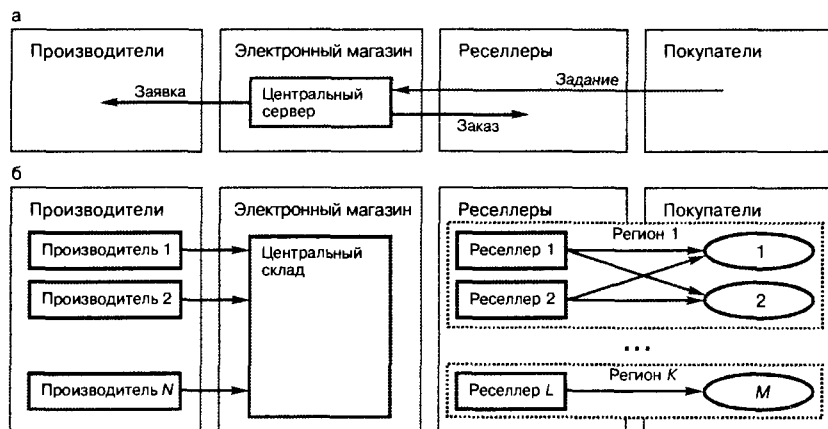 а
Производители
Электронный магазин
Реселлеры
Покупатели
Задание
Заявка
Центральный
сервер
Заказ
б
Производители
Электронный магазин
Реселлеры
Покупатели
Регион 1
Производитель 1
Центральный
склад
Реселлер 1
1
Производитель 2
Реселлер 2
2
...
Производитель N
Реселлер L
Регион K
M